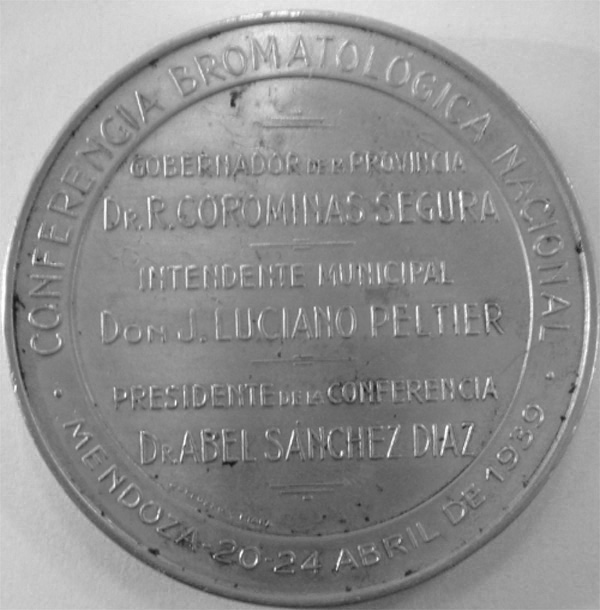 CONFERENCIA BROMATOLÓGICA NACIONAL
GOBERNADOR DE LA PROVINCIA
DR. R. COROMINAS SEGURA
INTENDENTE MUNICIPAL
DON J. LUCIANO PELTIER
PRESIDENTE DE LA CONFERENCIA
DR. ABEL SÁNCHEZ DIAZ
· MENDOZA-20-24 ABRIL DE 1939 ·